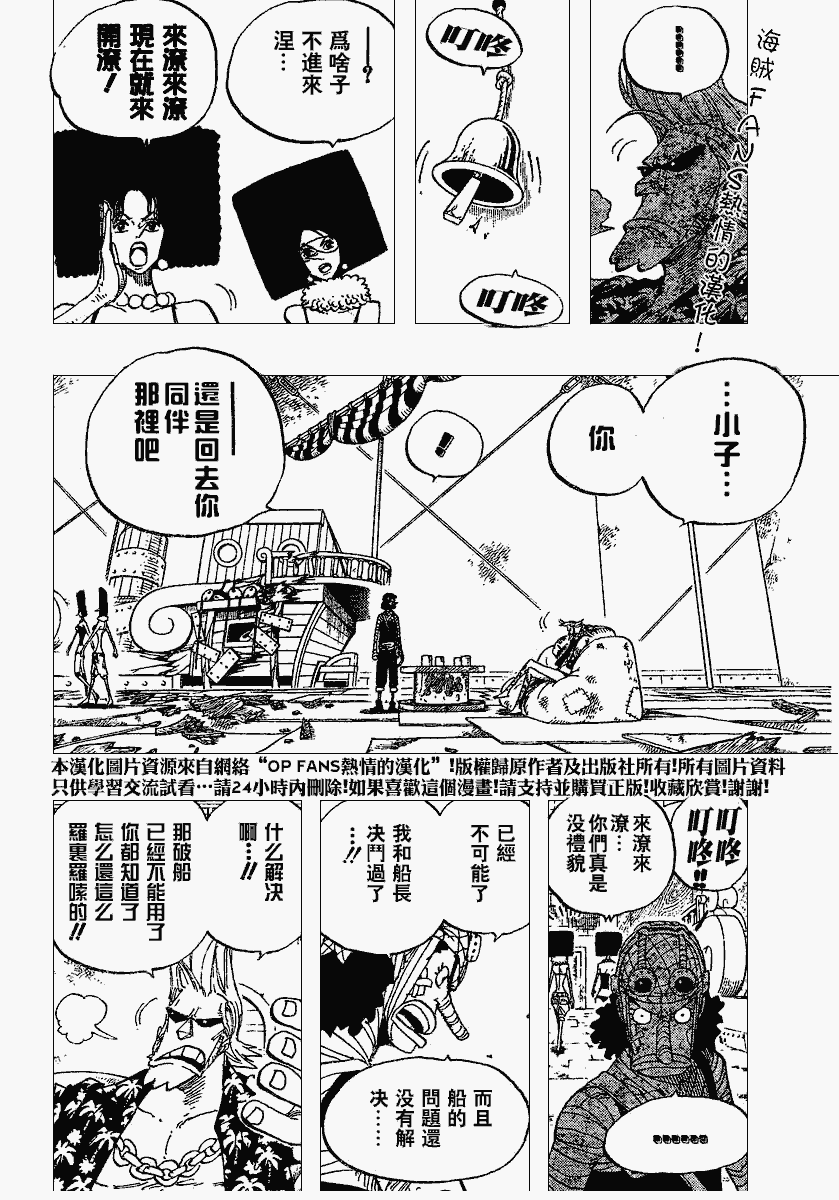 海賊FANS熱情的漢化!
叮咚
叮咚
——?
爲啥子
不進來
涅…
來潦來潦
現在就來
開潦!
…小子…
你
!
——
還是回去你
同伴
那裡吧
本漢化圖片資源來自網絡“OP FANS熱情的漢化”!版權歸原作者及出版社所有!所有圖片資料
只供學習交流試看…請24小時內刪除!如果喜歡這個漫畫!請支持並購買正版!收藏欣賞!謝謝!
叮咚
叮咚!!
來潦來
潦…
你們真是
没禮貌
已經
不可能了
我和船長
决鬥過了
…!!
而且
船的
問題還
没有解
决……
什么解决
啊…!!
那破船
已經不能用了
你都知道了
怎么還這么
羅裏羅嗦的!!